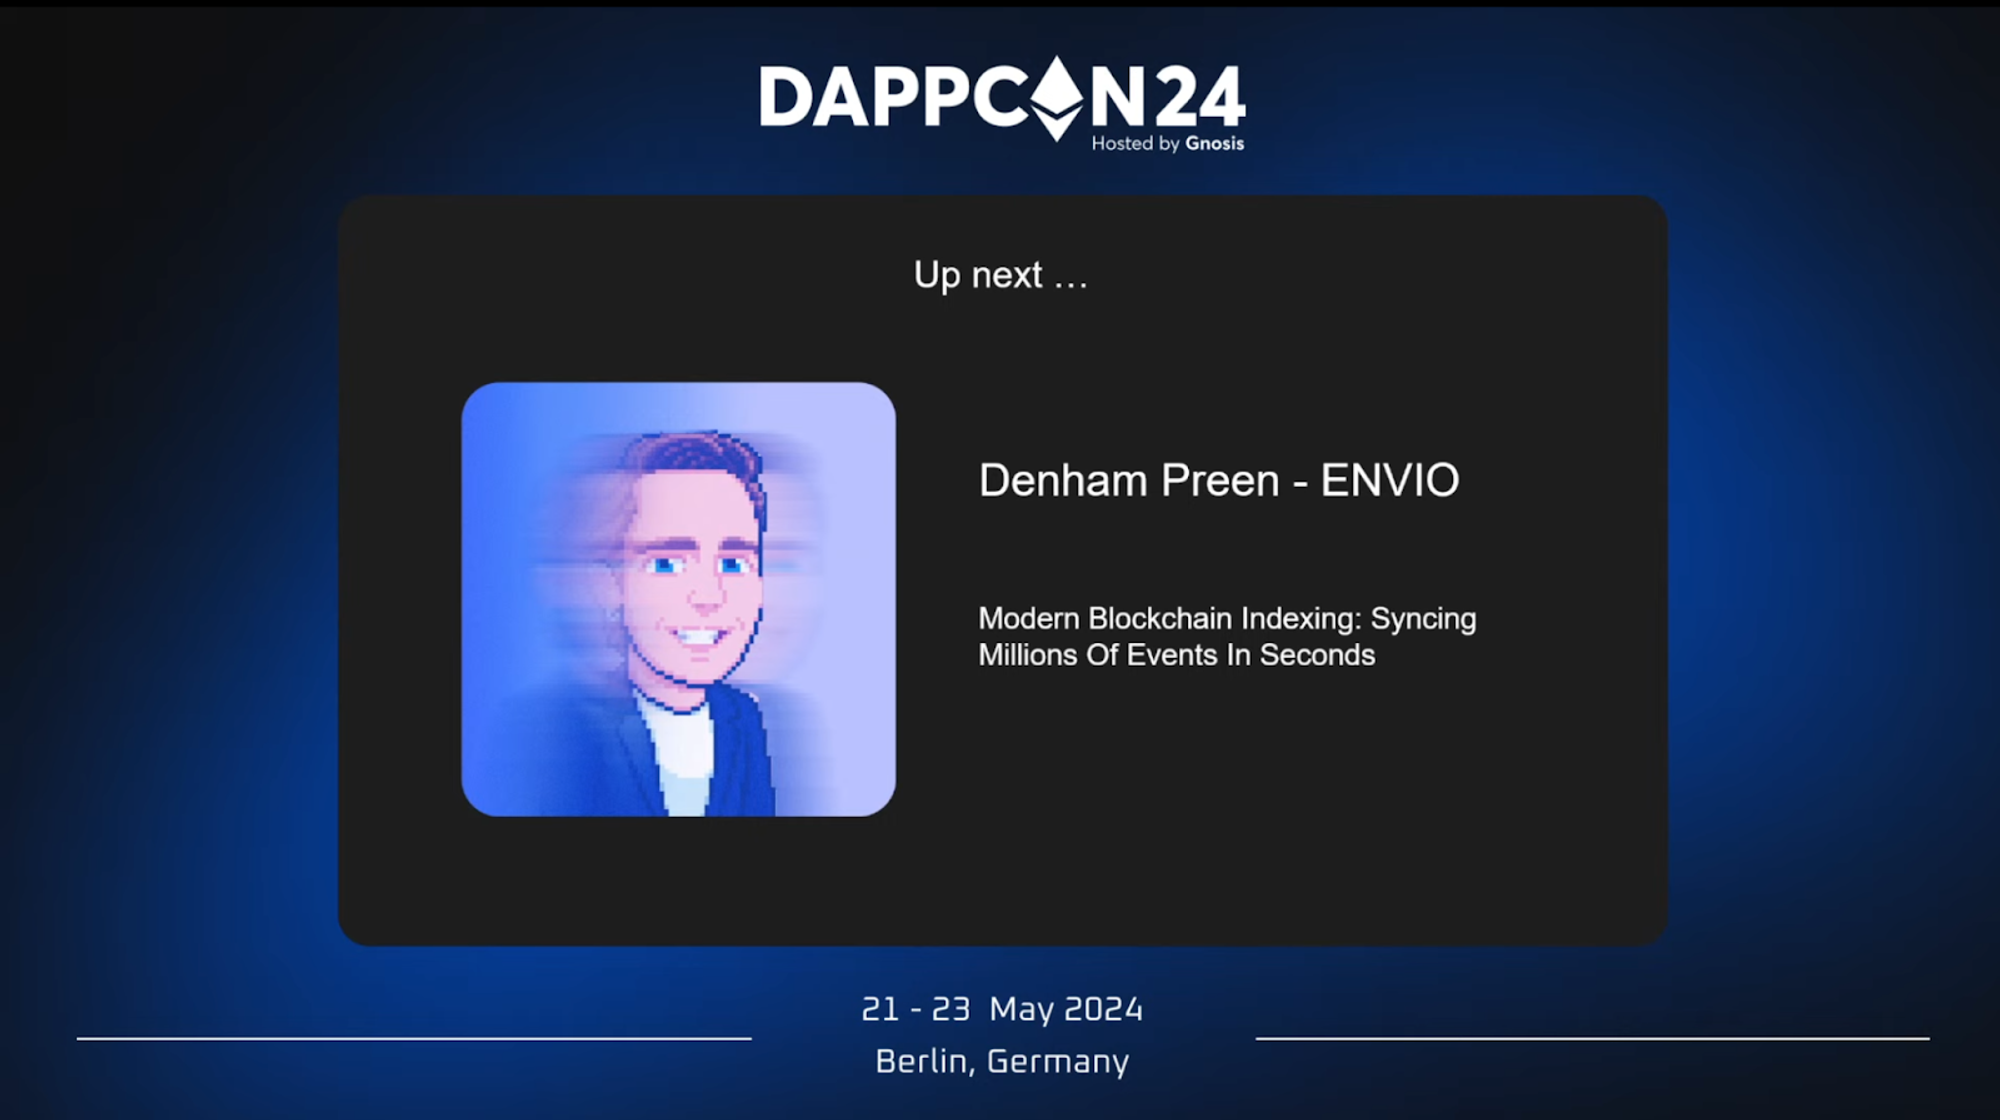 DAPPCON24
Hosted by Gnosis
Up next …
Denham Preen - ENVIO
Modern Blockchain Indexing: Syncing
Millions Of Events In Seconds
21 - 23 May 2024
Berlin, Germany